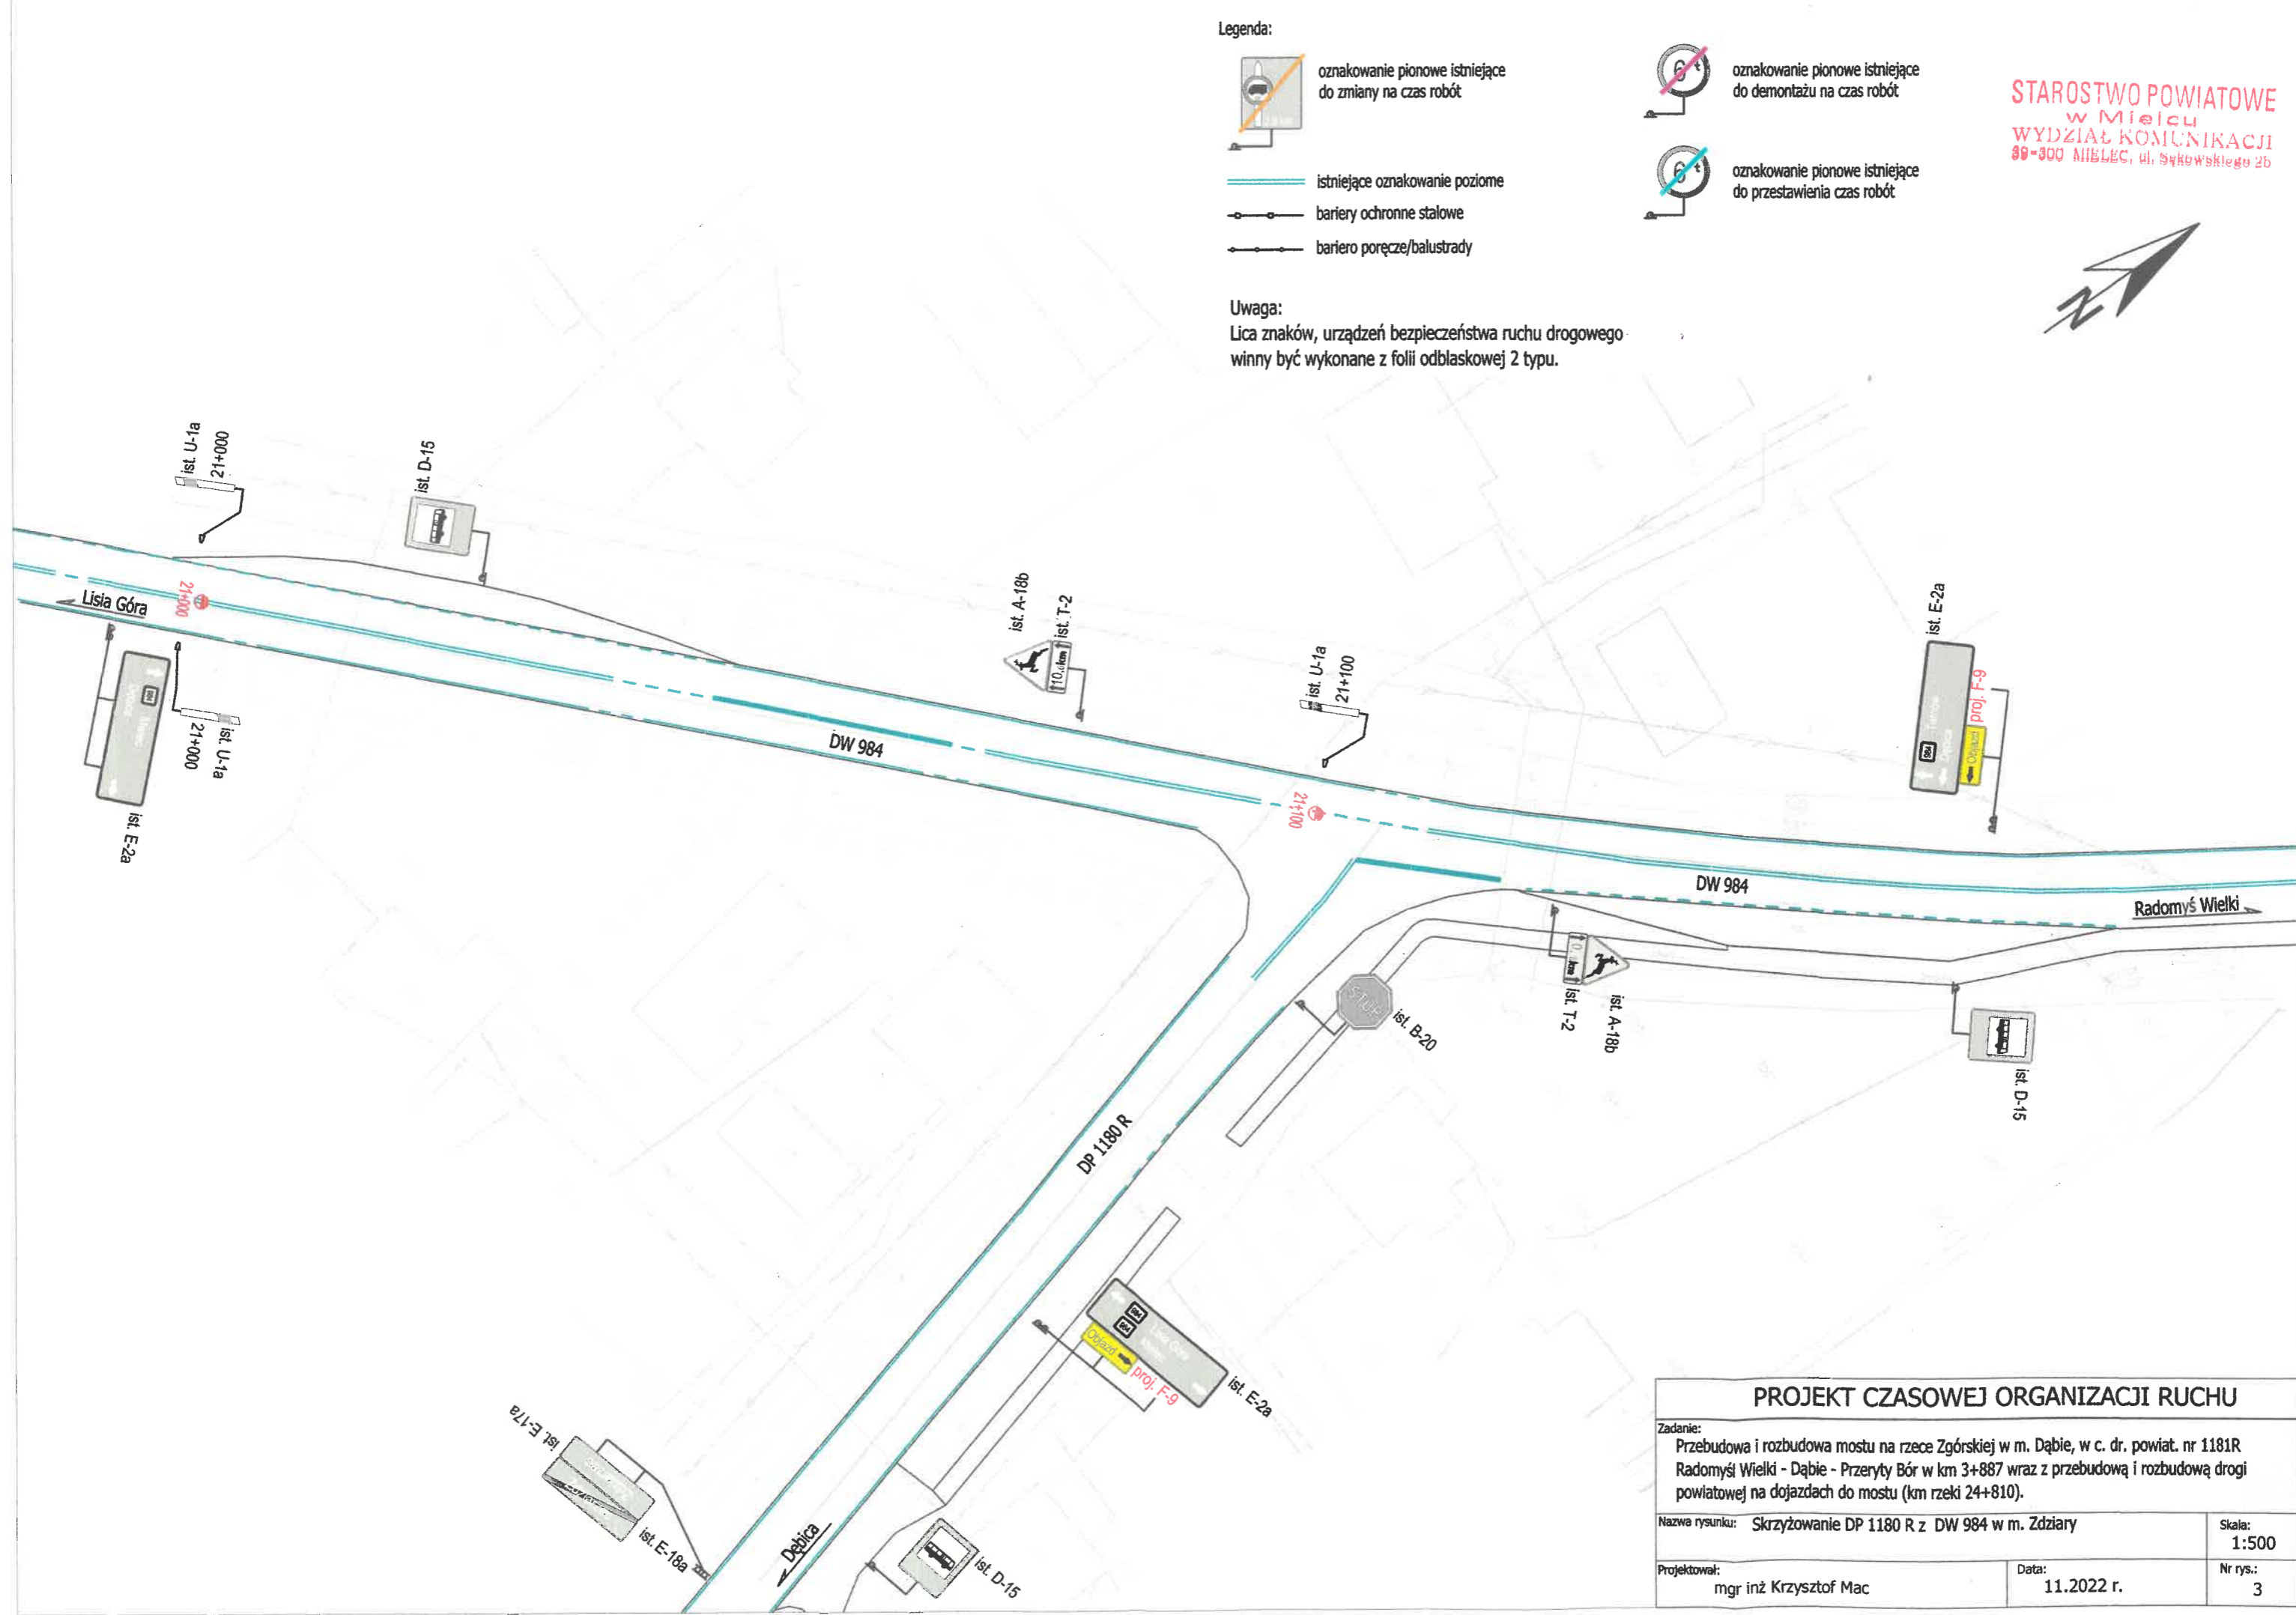 Legenda:
oznakowanie pionowe istniejące
do zmiany na czas robót
istniejące oznakowanie poziome
bariery ochronne stalowe
bariero poręcze/balustrady
6 t
oznakowanie pionowe istniejące
do demontażu na czas robót
6 t
oznakowanie pionowe istniejące
do przestawienia czas robót
STAROSTWO POWIATOWE
w Mielcu
WYDZIAŁ KOMUNIKACJI
39-300 MIELEC, ul. Sękowskiego 2b
N
Uwaga:
Lica znaków, urządzeń bezpieczeństwa ruchu drogowego
winny być wykonane z folii odblaskowej 2 typu.
ist. U-1a
21+000
ist. D-15
21+000
Lisia Góra
ist. E-2a
21+000
ist. U-1a
DW 984
ist. A-18b
ist. T-2
ist. U-1a
21+100
21+100
ist. E-2a
984
Objazd
proj. F-9
DW 984
Radomyś Wielki
STOP
ist. B-20
ist. T-2
ist. A-18b
ist. D-15
DP 1180 R
984
984
Objazd
proj. F-9
ist. E-2a
ist. E-17a
ist. E-18a
Dębica
ist. D-15
PROJEKT CZASOWEJ ORGANIZACJI RUCHU
Zadanie:
Przebudowa i rozbudowa mostu na rzece Zgórskiej w m. Dąbie, w c. dr. powiat. nr 1181R
Radomyśl Wielki - Dąbie - Przeryty Bór w km 3+887 wraz z przebudową i rozbudową drogi
powiatowej na dojazdach do mostu (km rzeki 24+810).
Nazwa rysunku: Skrzyżowanie DP 1180 R z DW 984 w m. Zdziary
Skala:
1:500
Projektował:
mgr inż Krzysztof Mac
Data:
11.2022 r.
Nr rys.:
3